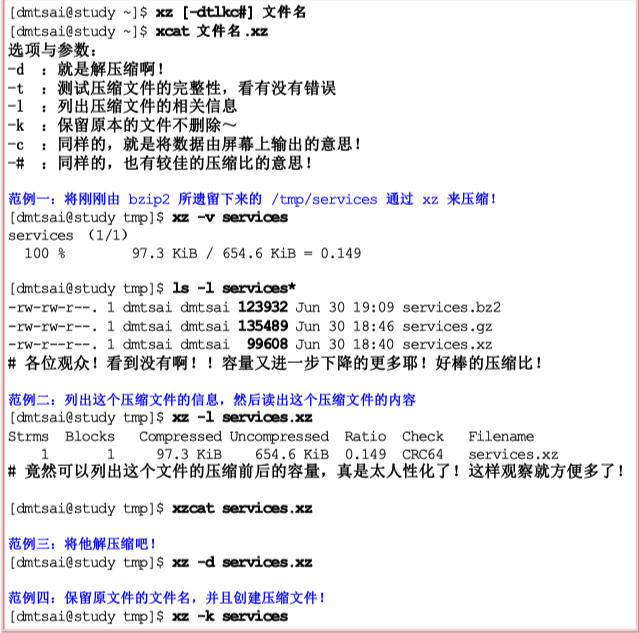 [dmtsai@study ~]$ xz [-dtlkc#] 文件名
[dmtsai@study ~]$ xcat 文件名.xz
选项与参数:
-d  : 就是解压缩啊!
-t  : 测试压缩文件的完整性, 看有没有错误
-l  : 列出压缩文件的相关信息
-k  : 保留原本的文件不删除～
-c  : 同样的, 就是将数据由屏幕上输出的意思!
-#  : 同样的, 也有较佳的压缩比的意思!
范例一: 将刚刚由 bzip2 所遗留下来的 /tmp/services 通过 xz 来压缩!
[dmtsai@study tmp]$ xz -v services
services (1/1)
100 %        97.3 KiB / 654.6 KiB = 0.149
[dmtsai@study tmp]$ ls -l services*
-rw-rw-r--. 1 dmtsai dmtsai 123932 Jun 30 19:09 services.bz2
-rw-rw-r--. 1 dmtsai dmtsai 135489 Jun 30 18:46 services.gz
-rw-rw-r--. 1 dmtsai dmtsai  99608 Jun 30 18:40 services.xz
# 各位观众! 看到没有啊! ! 容量又进一步下降的更多耶! 好棒的压缩比!
范例二: 列出这个压缩文件的信息, 然后读出这个压缩文件的内容
[dmtsai@study tmp]$ xz -l services.xz
Strms  Blocks   Compressed Uncompressed  Ratio  Check   Filename
1       1     97.3 KiB    654.6 KiB  0.149  CRC64   services.xz
# 竟然可以列出这个文件的压缩前后的容量, 真是太人性化了! 这样观察就方便多了!
[dmtsai@study tmp]$ xzcat services.xz
范例三: 将他解压缩吧!
[dmtsai@study tmp]$ xz -d services.xz
范例四: 保留原文件的文件名, 并且创建压缩文件!
[dmtsai@study tmp]$ xz -k services